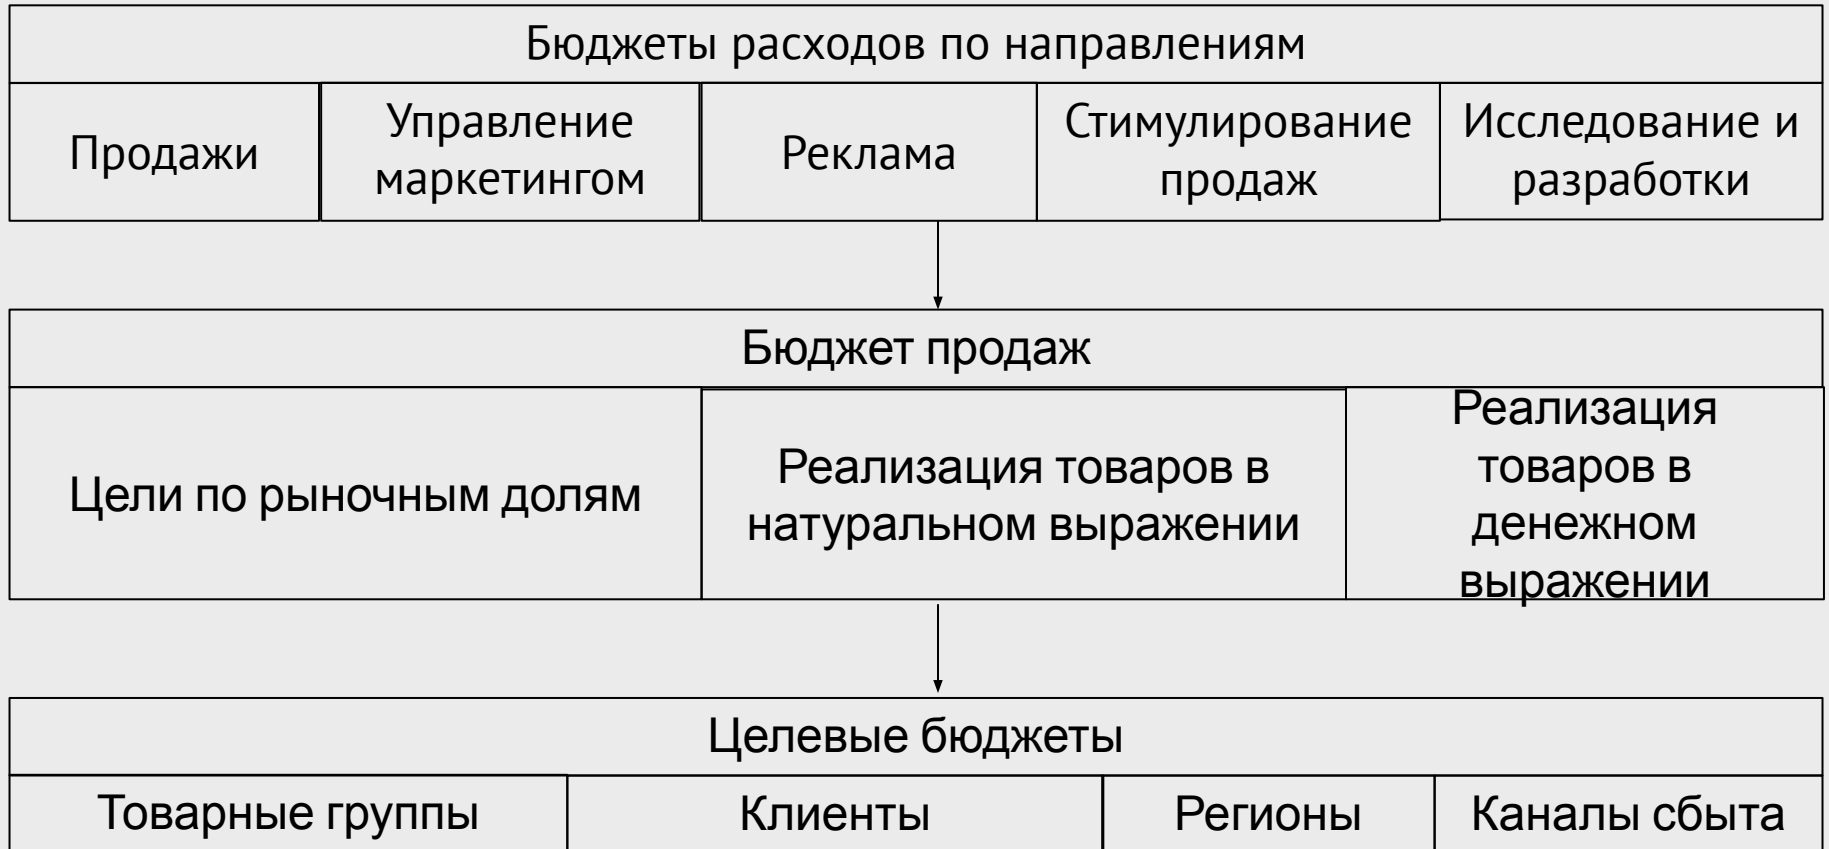 Бюджеты расходов по направлениям
Продажи
Управление
маркетингом
Реклама
Стимулирование
продаж
Исследование и
разработки
Бюджет продаж
Цели по рыночным долям
Реализация товаров в
натуральном выражении
Реализация
товаров в
денежном
выражении
Целевые бюджеты
Товарные группы
Клиенты
Регионы
Каналы сбыта